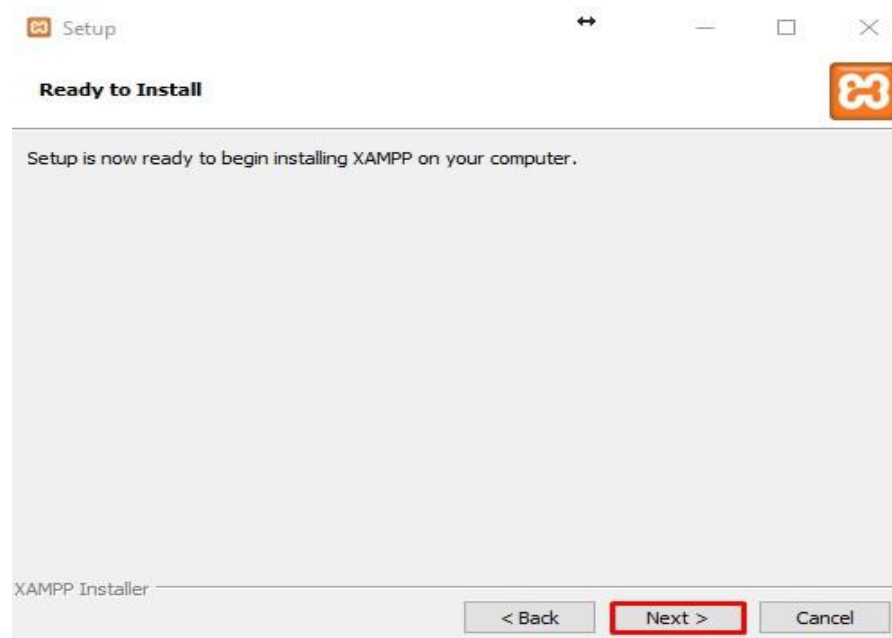 Setup
Ready to Install
Setup is now ready to begin installing XAMPP on your computer.
XAMPP Installer
< Back Next > Cancel